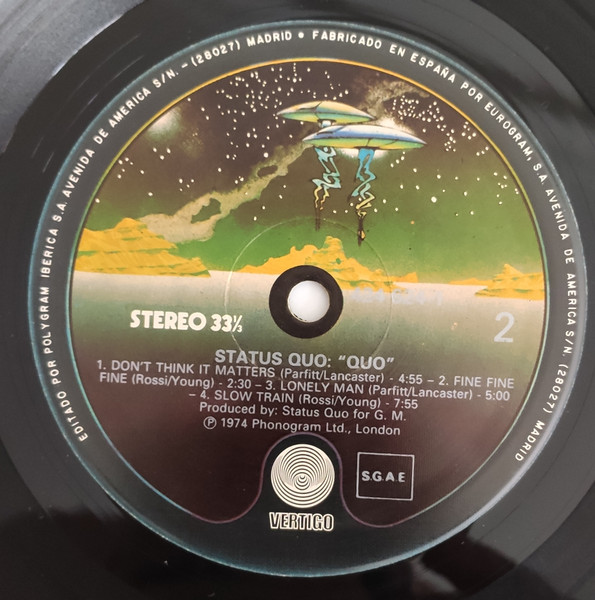 EDITADO POR POLYGRAM IBERICA S.A. AVENIDA DE AMERICA S/N. - (28027) MADRID • FABRICADO EN ESPAÑA POR EUROGRAM, S.A. AVENIDA DE AMERICA S/N. (28027) MADRID
STEREO 33⅓
2
STATUS QUO: “QUO”
1. DON'T THINK IT MATTERS (Parfitt/Lancaster) - 4:55 – 2. FINE FINE
FINE (Rossi/Young) - 2:30 – 3. LONELY MAN (Parfitt/Lancaster) - 5:00
– 4. SLOW TRAIN (Rossi/Young) - 7:55
Produced by: Status Quo for G. M.
Ⓟ 1974 Phonogram Ltd., London
S.G.A.E
VERTIGO